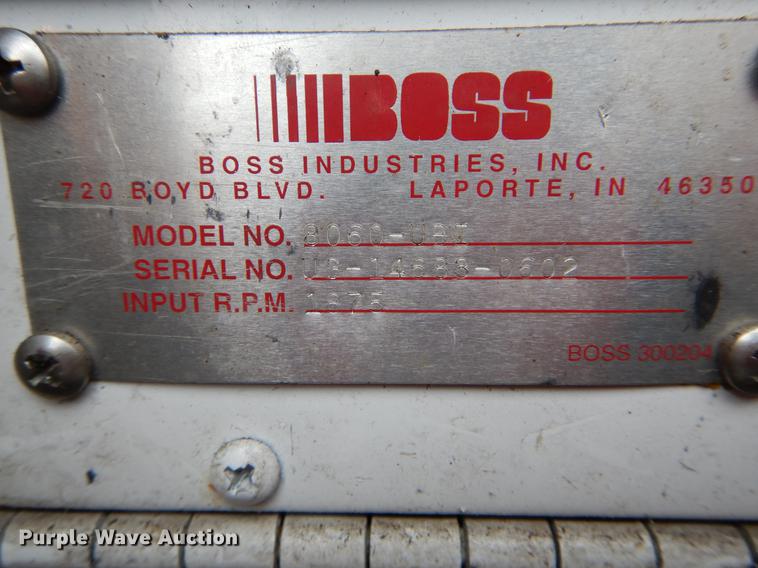 BOSS
BOSS INDUSTRIES, INC.
720 BOYD BLVD. LAPORTE, IN 46350
MODEL NO.
SERIAL NO.
INPUT R.P.M.
BOSS 300204
Purple Wave Auction